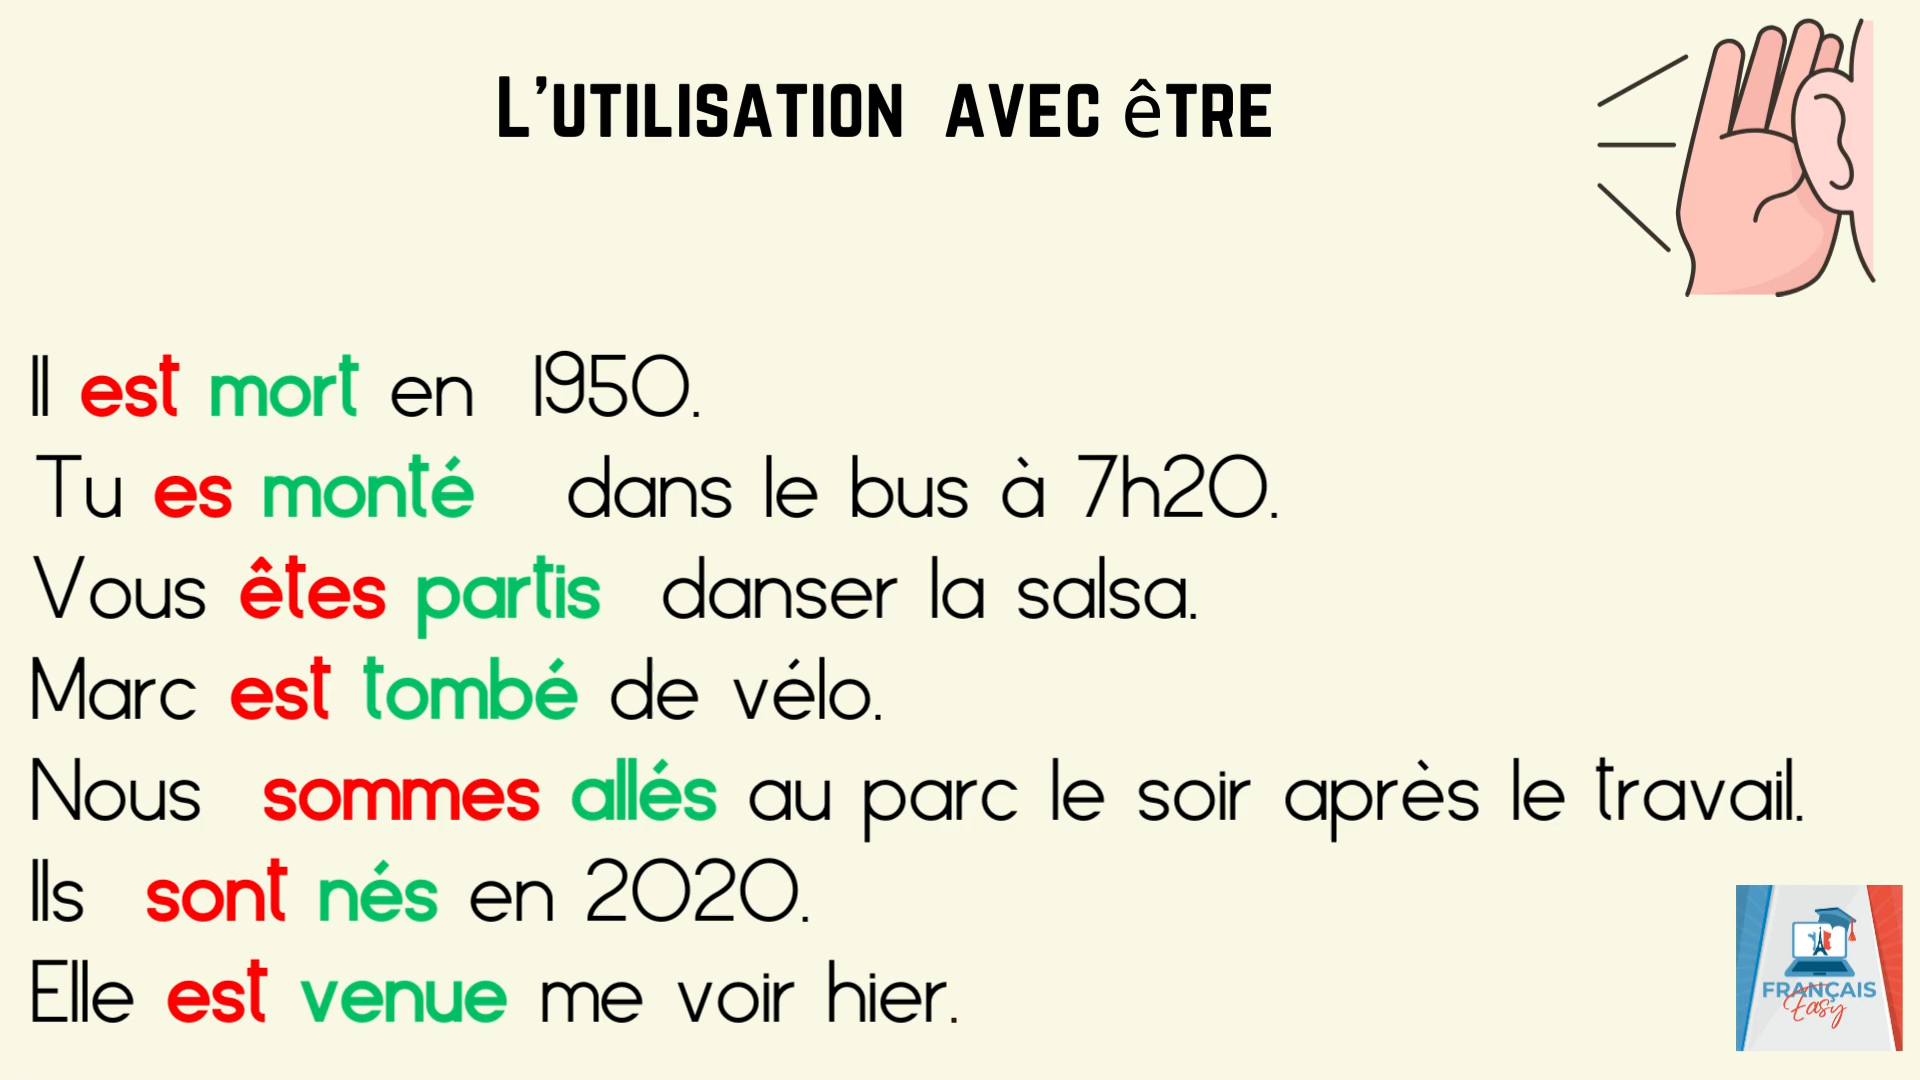 L'utilisation avec être
Il est mort en 1950.
Tu es monté dans le bus à 7h20.
Vous êtes partis danser la salsa.
Marc est tombé de vélo.
Nous sommes allés au parc le soir après le travail.
Ils sont nés en 2020.
Elle est venue me voir hier.
FRANÇAIS
Easy